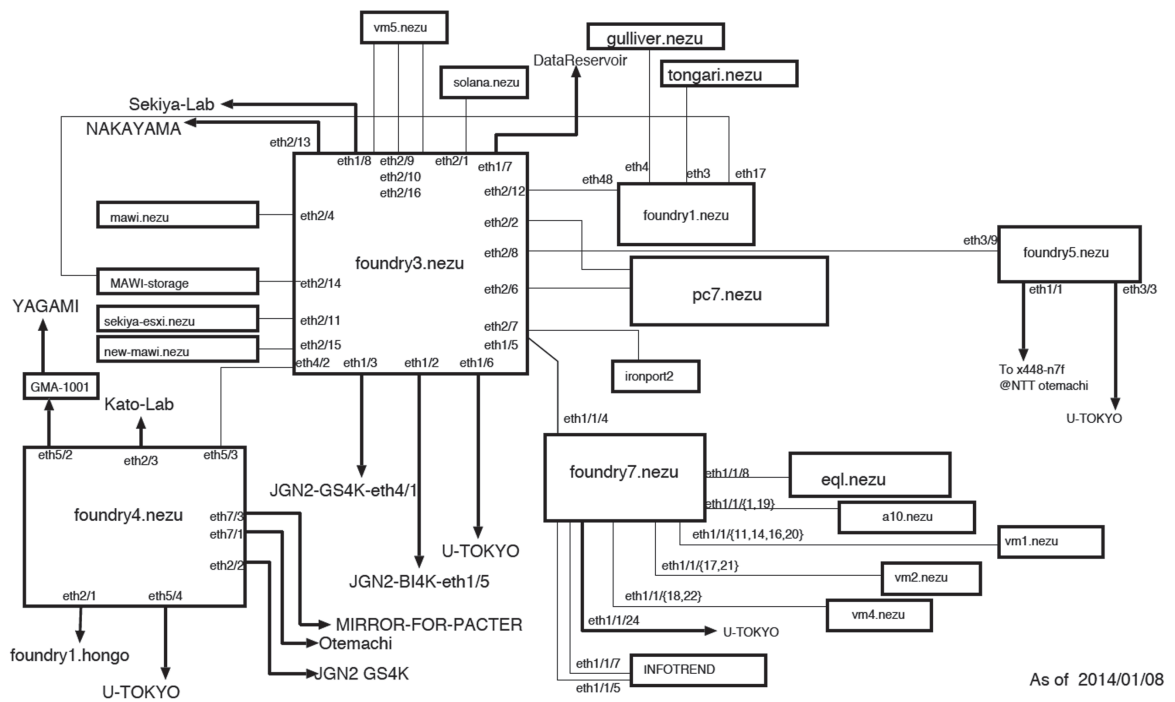 vm5.nezu
gulliver.nezu
DataReservoir
tongari.nezu
solana.nezu
Sekiya-Lab
NAKAYAMA
eth2/13
eth1/8
eth2/9
eth2/10
eth2/16
eth2/1
eth1/7
eth4
eth3
eth17
eth48
eth2/12
foundry1.nezu
mawi.nezu
eth2/4
eth2/2
eth3/9
foundry5.nezu
eth2/8
foundry3.nezu
MAWI-storage
eth2/14
eth2/6
pc7.nezu
eth1/1
eth3/3
YAGAMI
sekiya-esxi.nezu
eth2/11
eth2/7
new-mawi.nezu
eth2/15
eth1/5
eth4/2
eth1/3
eth1/2
eth1/6
ironport2
To x448-n7f
@NTT otemachi
GMA-1001
Kato-Lab
U-TOKYO
eth1/1/4
eth5/2
eth2/3
eth5/3
foundry7.nezu
eth1/1/8
eql.nezu
JGN2-GS4K-eth4/1
eth1/1/{1,19}
a10.nezu
foundry4.nezu
eth7/3
eth7/1
eth1/1/{11,14,16,20}
vm1.nezu
U-TOKYO
eth2/2
eth1/1/{17,21}
vm2.nezu
JGN2-BI4K-eth1/5
eth2/1
eth5/4
eth1/1/{18,22}
vm4.nezu
MIRROR-FOR-PACTER
eth1/1/24
U-TOKYO
Otemachi
foundry1.hongo
eth1/1/7
INFOTREND
JGN2 GS4K
eth1/1/5
U-TOKYO
As of 2014/01/08